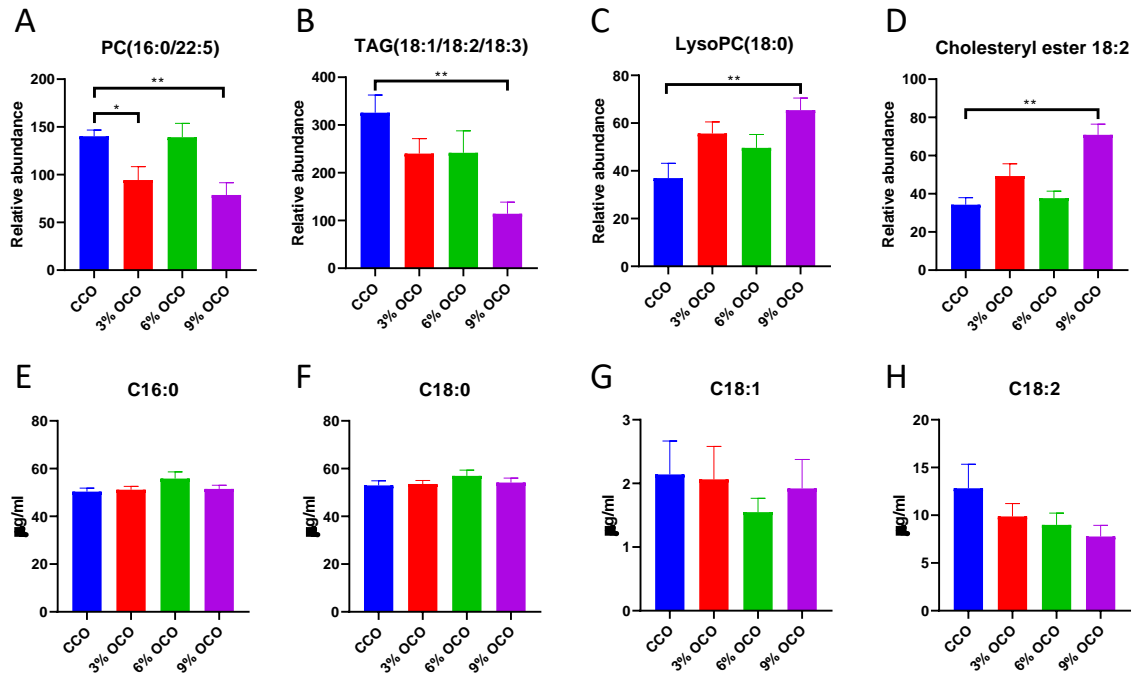 A
PC(16:0/22:5)
Relative abundance
200
150
100
50
0
**
*
CCO
3% OCO
6% OCO
9% OCO
B
TAG(18:1/18:2/18:3)
Relative abundance
400
300
200
100
0
**
CCO
3% OCO
6% OCO
9% OCO
C
LysoPC(18:0)
Relative abundance
80
60
40
20
0
**
CCO
3% OCO
6% OCO
9% OCO
D
Cholesteryl ester 18:2
Relative abundance
100
80
60
40
20
0
**
CCO
3% OCO
6% OCO
9% OCO
E
C16:0
µg/ml
80
60
40
20
0
CCO
3% OCO
6% OCO
9% OCO
F
C18:0
µg/ml
80
60
40
20
0
CCO
3% OCO
6% OCO
9% OCO
G
C18:1
µg/ml
3
2
1
0
CCO
3% OCO
6% OCO
9% OCO
H
C18:2
µg/ml
20
15
10
5
0
CCO
3% OCO
6% OCO
9% OCO